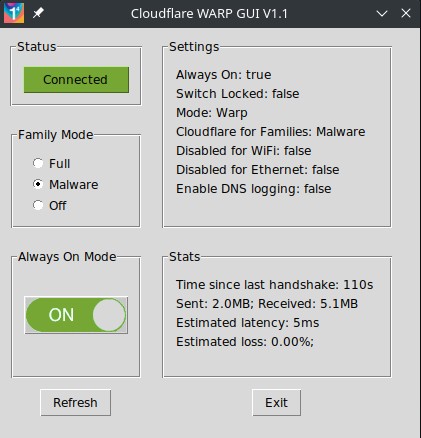 Cloudflare WARP GUI V1.1
Status
Connected
Family Mode
Full
Malware
Off
Always On Mode
ON
Settings
Always On: true
Switch Locked: false
Mode: Warp
Cloudflare for Families: Malware
Disabled for WiFi: false
Disabled for Ethernet: false
Enable DNS logging: false
Stats
Time since last handshake: 110s
Sent: 2.0MB; Received: 5.1MB
Estimated latency: 5ms
Estimated loss: 0.00%;
Refresh
Exit